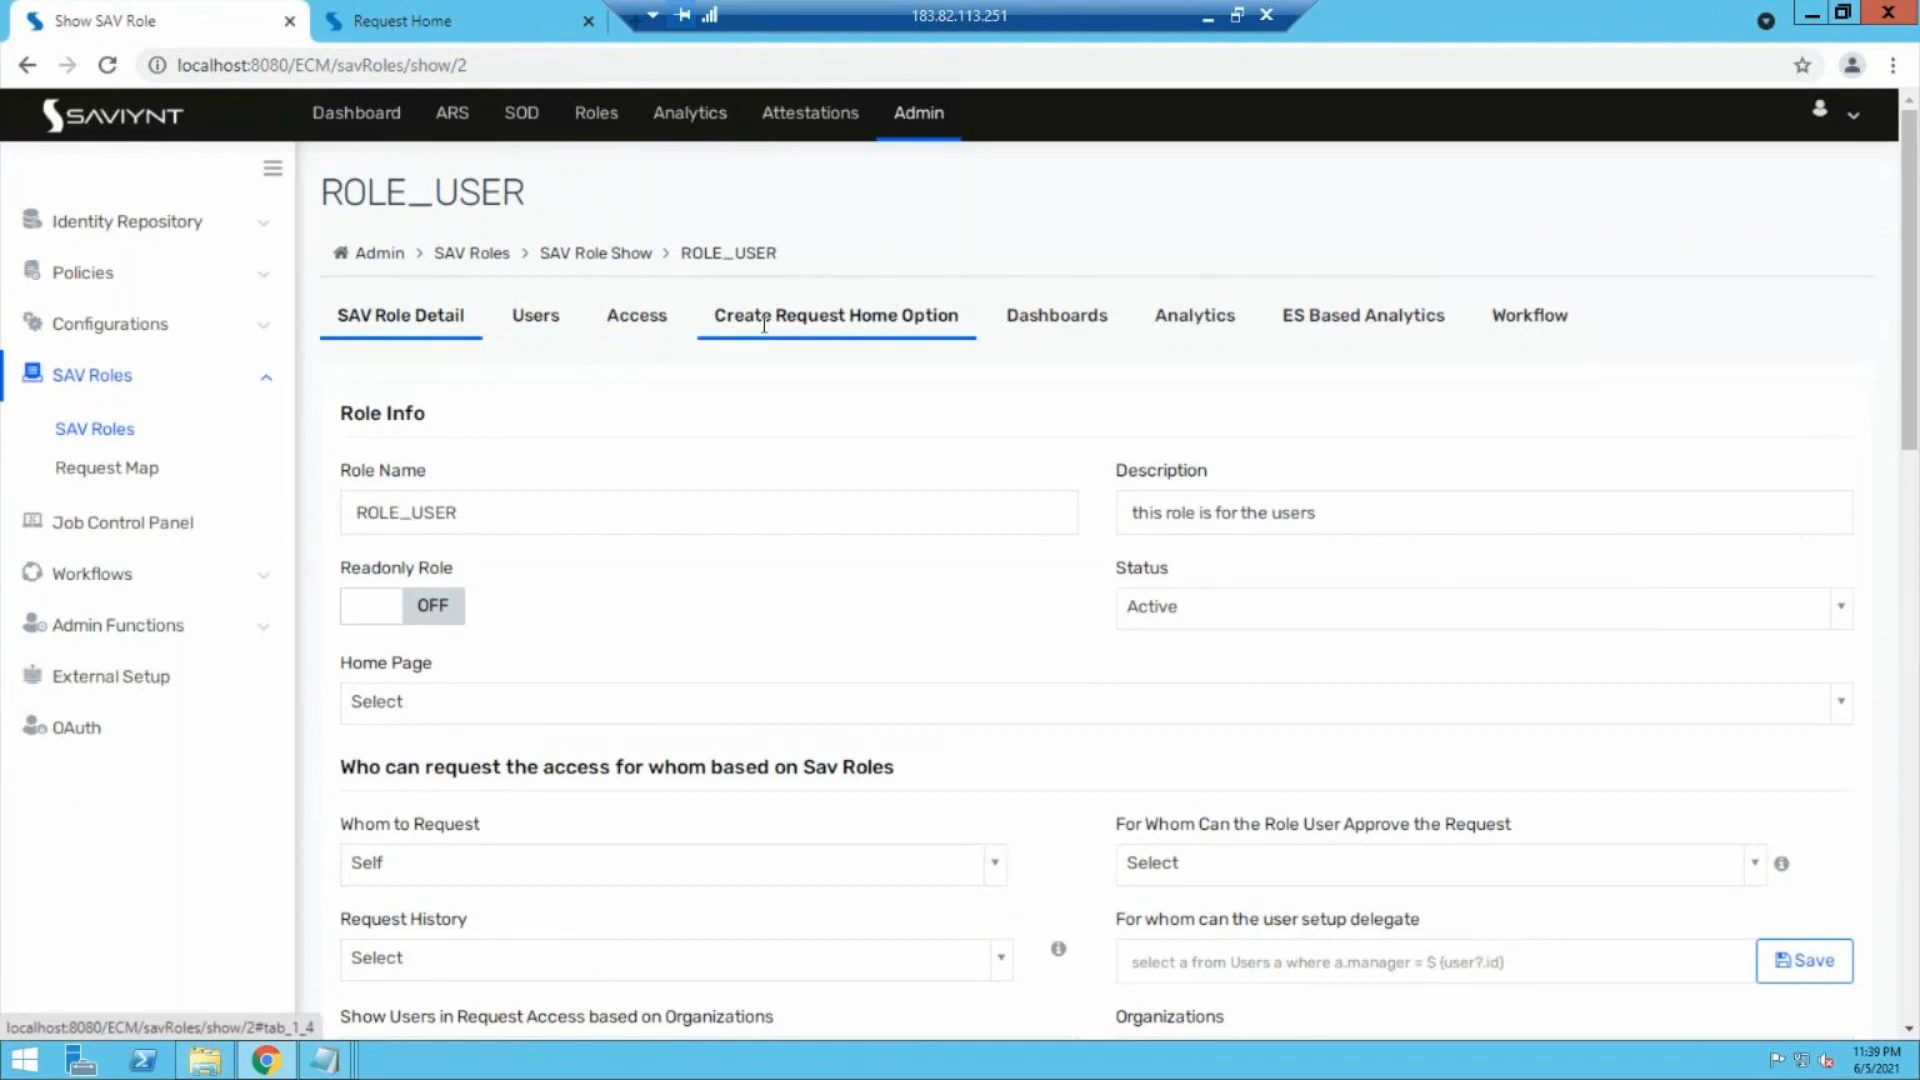 Show SAV Role
Request Home
183.82.113.251
localhost:8080/ECM/savRoles/show/2
SAVIYNT
Dashboard
ARS
SOD
Roles
Analytics
Attestations
Admin
Identity Repository
Policies
Configurations
SAV Roles
SAV Roles
Request Map
Job Control Panel
Workflows
Admin Functions
External Setup
OAuth
ROLE_USER
Admin > SAV Roles > SAV Role Show > ROLE_USER
SAV Role Detail
Users
Access
Create Request Home Option
Dashboards
Analytics
ES Based Analytics
Workflow
Role Info
Role Name
Description
ROLE_USER
this role is for the users
Readonly Role
Status
OFF
Active
Home Page
Select
Who can request the access for whom based on Sav Roles
Whom to Request
For Whom Can the Role User Approve the Request
Self
Select
Request History
For whom can the user setup delegate
Select
select a from Users a where a.manager = $ {user?.id}
Save
Show Users in Request Access based on Organizations
Organizations
localhost:8080/ECM/savRoles/show/2#tab_1_4
11:39 PM
6/5/2021